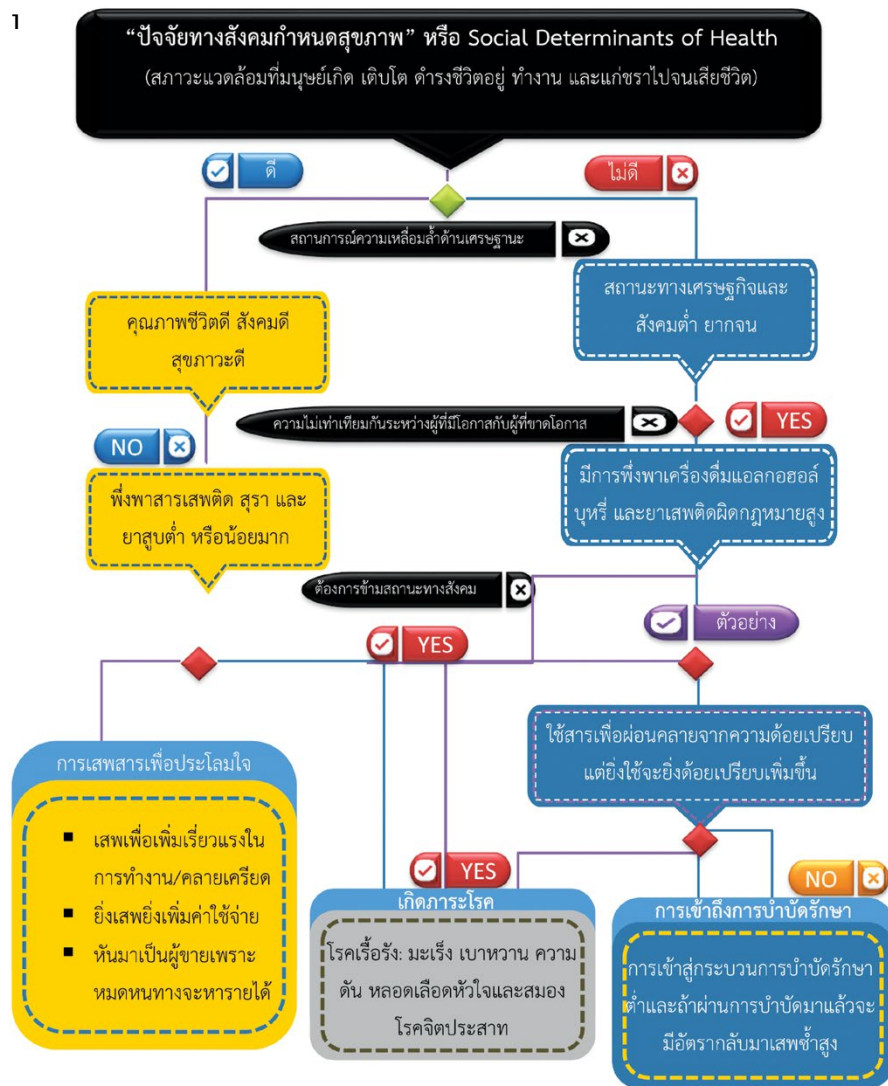 1
“ปัจจัยทางสังคมกำหนดสุขภาพ” หรือ Social Determinants of Health
(สภาวะแวดล้อมที่มนุษย์เกิด เติบโต ดำรงชีวิตอยู่ ทำงาน และแก่ชราไปจนเสียชีวิต)
ดี
ไม่ดี
สถานการณ์ความเหลื่อมล้ำด้านเศรษฐานะ
คุณภาพชีวิตดี สังคมดี
สุขภาวะดี
สถานะทางเศรษฐกิจและ
สังคมต่ำ ยากจน
ความไม่เท่าเทียมกันระหว่างผู้ที่มีโอกาสกับผู้ที่ขาดโอกาส
YES
NO
พึ่งพาสารเสพติด สุรา และ
ยาสูบต่ำ หรือน้อยมาก
มีการพึ่งพาเครื่องดื่มแอลกอฮอล์
บุหรี่ และยาเสพติดผิดกฎหมายสูง
ต้องการข้ามสถานะทางสังคม
ตัวอย่าง
YES
ใช้สารเพื่อผ่อนคลายจากความด้อยเปรียบ
แต่ยิ่งใช้จะยิ่งด้อยเปรียบเพิ่มขึ้น
การเสพสารเพื่อประโลมใจ
■ เสพเพื่อเพิ่มเรี่ยวแรงใน
การทำงาน/คลายเครียด
■ ยิ่งเสพยิ่งเพิ่มค่าใช้จ่าย
■ หันมาเป็นผู้ขายเพราะ
หมดหนทางจะหารายได้
YES
เกิดภาระโรค
โรคเรื้อรัง: มะเร็ง เบาหวาน ความ
ดัน หลอดเลือดหัวใจและสมอง
โรคจิตประสาท
NO
การเข้าถึงการบำบัดรักษา
การเข้าสู่กระบวนการบำบัดรักษา
ต่ำและถ้าผ่านการบำบัดมาแล้วจะ
มีอัตรากลับมาเสพซ้ำสูง